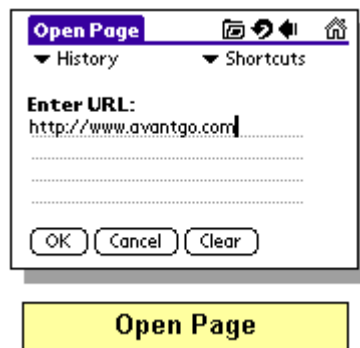 Open Page
History Shortcuts
Enter URL:
http://www.avantgo.com
OK Cancel Clear
Open Page